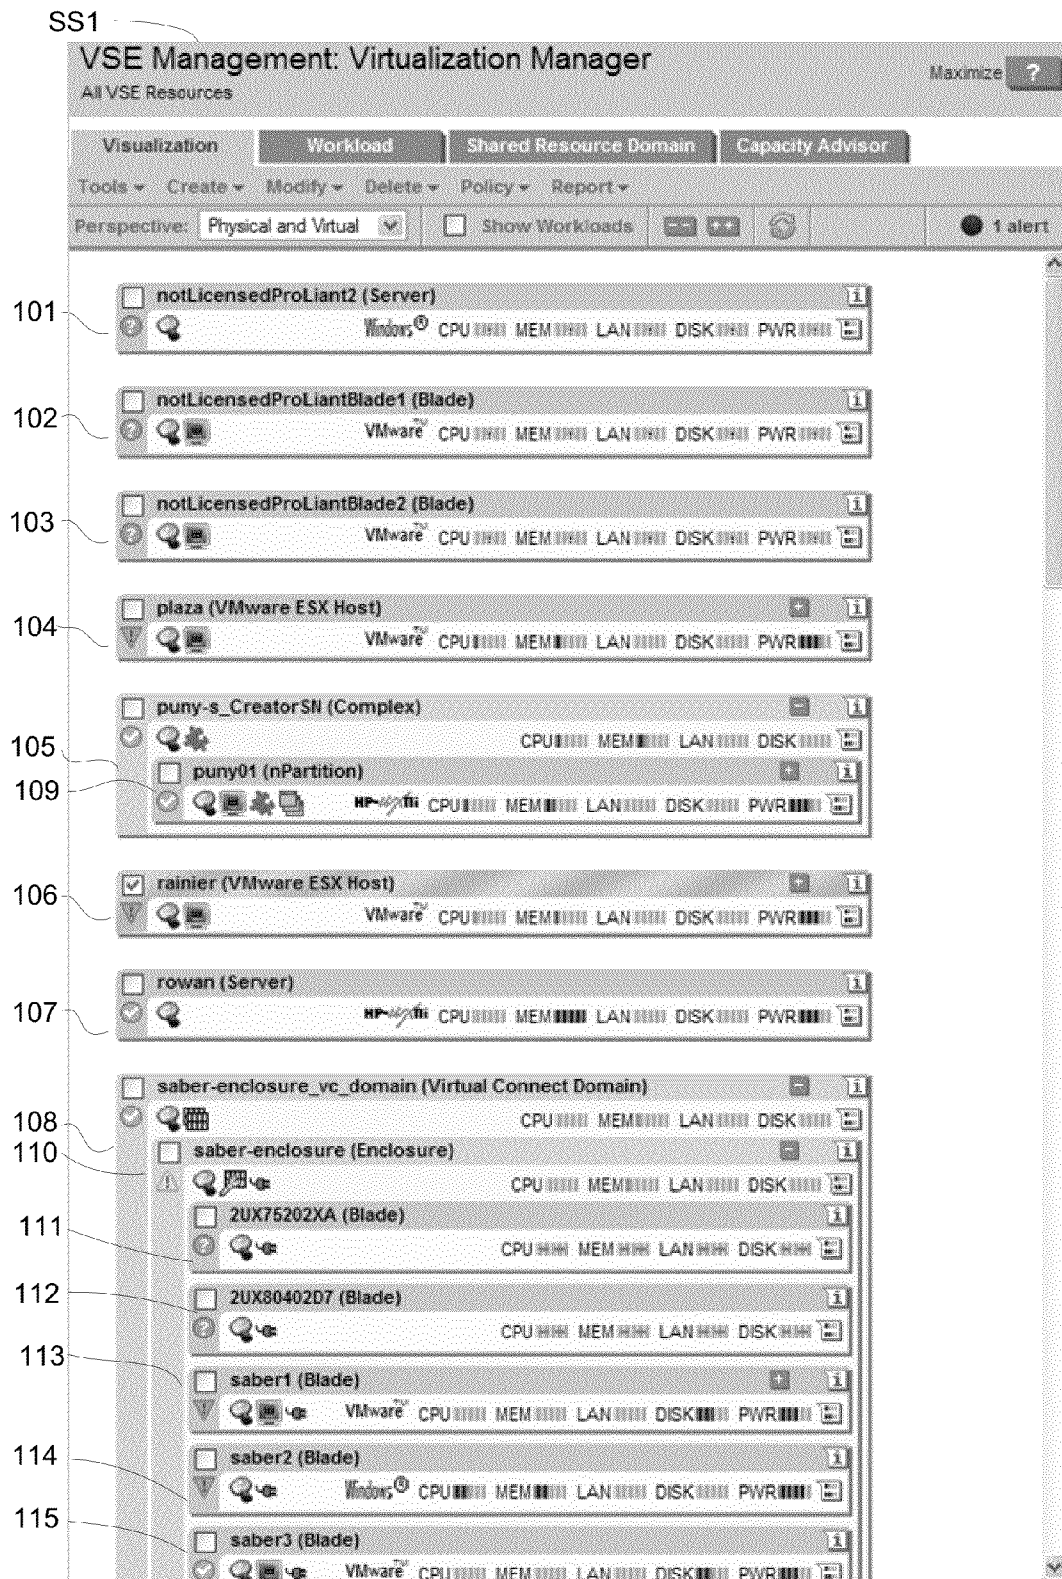 SS1
VSE Management: Virtualization Manager
All VSE Resources
Maximize ?
Visualization Workload Shared Resource Domain Capacity Advisor
Tools Create Modify Delete Policy Report
Perspective: Physical and Virtual Show Workloads 1 alert
notLicensedProLiant2 (Server)
101
Windows® CPU MEM LAN DISK PWR
notLicensedProLiantBlade1 (Blade)
102
VMware™ CPU MEM LAN DISK PWR
notLicensedProLiantBlade2 (Blade)
103
VMware™ CPU MEM LAN DISK PWR
plaza (VMware ESX Host)
104
VMware™ CPU MEM LAN DISK PWR
puny-s_CreatorSN (Complex)
105
CPU MEM LAN DISK
puny01 (nPartition)
109
CPU MEM LAN DISK PWR
rainier (VMware ESX Host)
106
VMware™ CPU MEM LAN DISK PWR
rowan (Server)
107
CPU MEM LAN DISK PWR
saber-enclosure_vc_domain (Virtual Connect Domain)
108
CPU MEM LAN DISK
110
saber-enclosure (Enclosure)
CPU MEM LAN DISK
2UX75202XA (Blade)
111
CPU MEM LAN DISK
112
2UX80402D7 (Blade)
CPU MEM LAN DISK
113
saber1 (Blade)
VMware™ CPU MEM LAN DISK PWR
114
saber2 (Blade)
Windows® CPU MEM LAN DISK PWR
115
saber3 (Blade)
VMware™ CPU MEM LAN DISK PWR